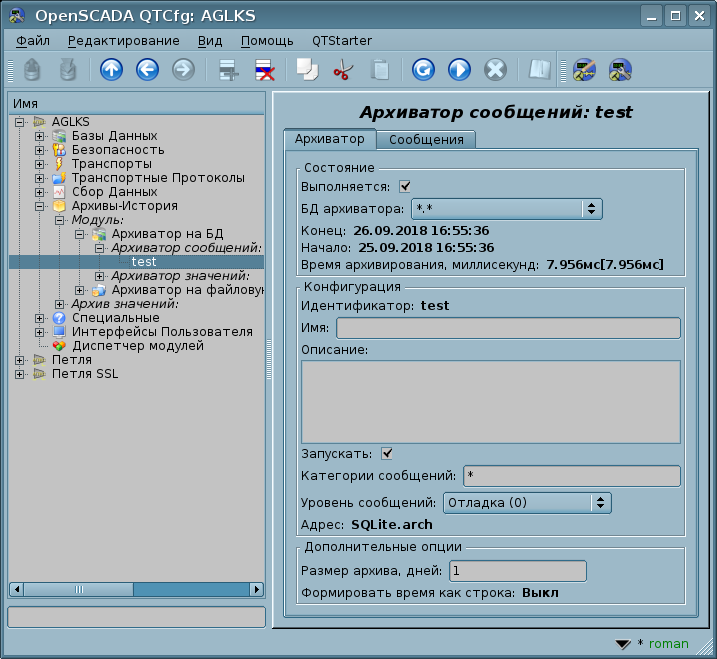 OpenSCADA QTCfg: AGLKS
Файл Редактирование Вид Помощь QTStarter
Имя
AGLKS
Базы Данных
Безопасность
Транспорты
Транспортные Протоколы
Сбор Данных
Архивы-История
Модуль:
Архиватор на БД
Архиватор сообщений:
test
Архиватор значений:
Архиватор на файловую
Архив значений:
Специальные
Интерфейсы Пользователя
Диспетчер модулей
Петля
Петля SSL
Архиватор сообщений: test
Архиватор Сообщения
Состояние
Выполняется:
БД архиватора: *.*
Конец: 26.09.2018 16:55:36
Начало: 25.09.2018 16:55:36
Время архивирования, миллисекунд: 7.956мс[7.956мс]
Конфигурация
Идентификатор: test
Имя:
Описание:
Запускать:
Категории сообщений: *
Уровень сообщений: Отладка (0)
Адрес: SQLite.arch
Дополнительные опции
Размер архива, дней: 1
Формировать время как строка: Выкл
* roman